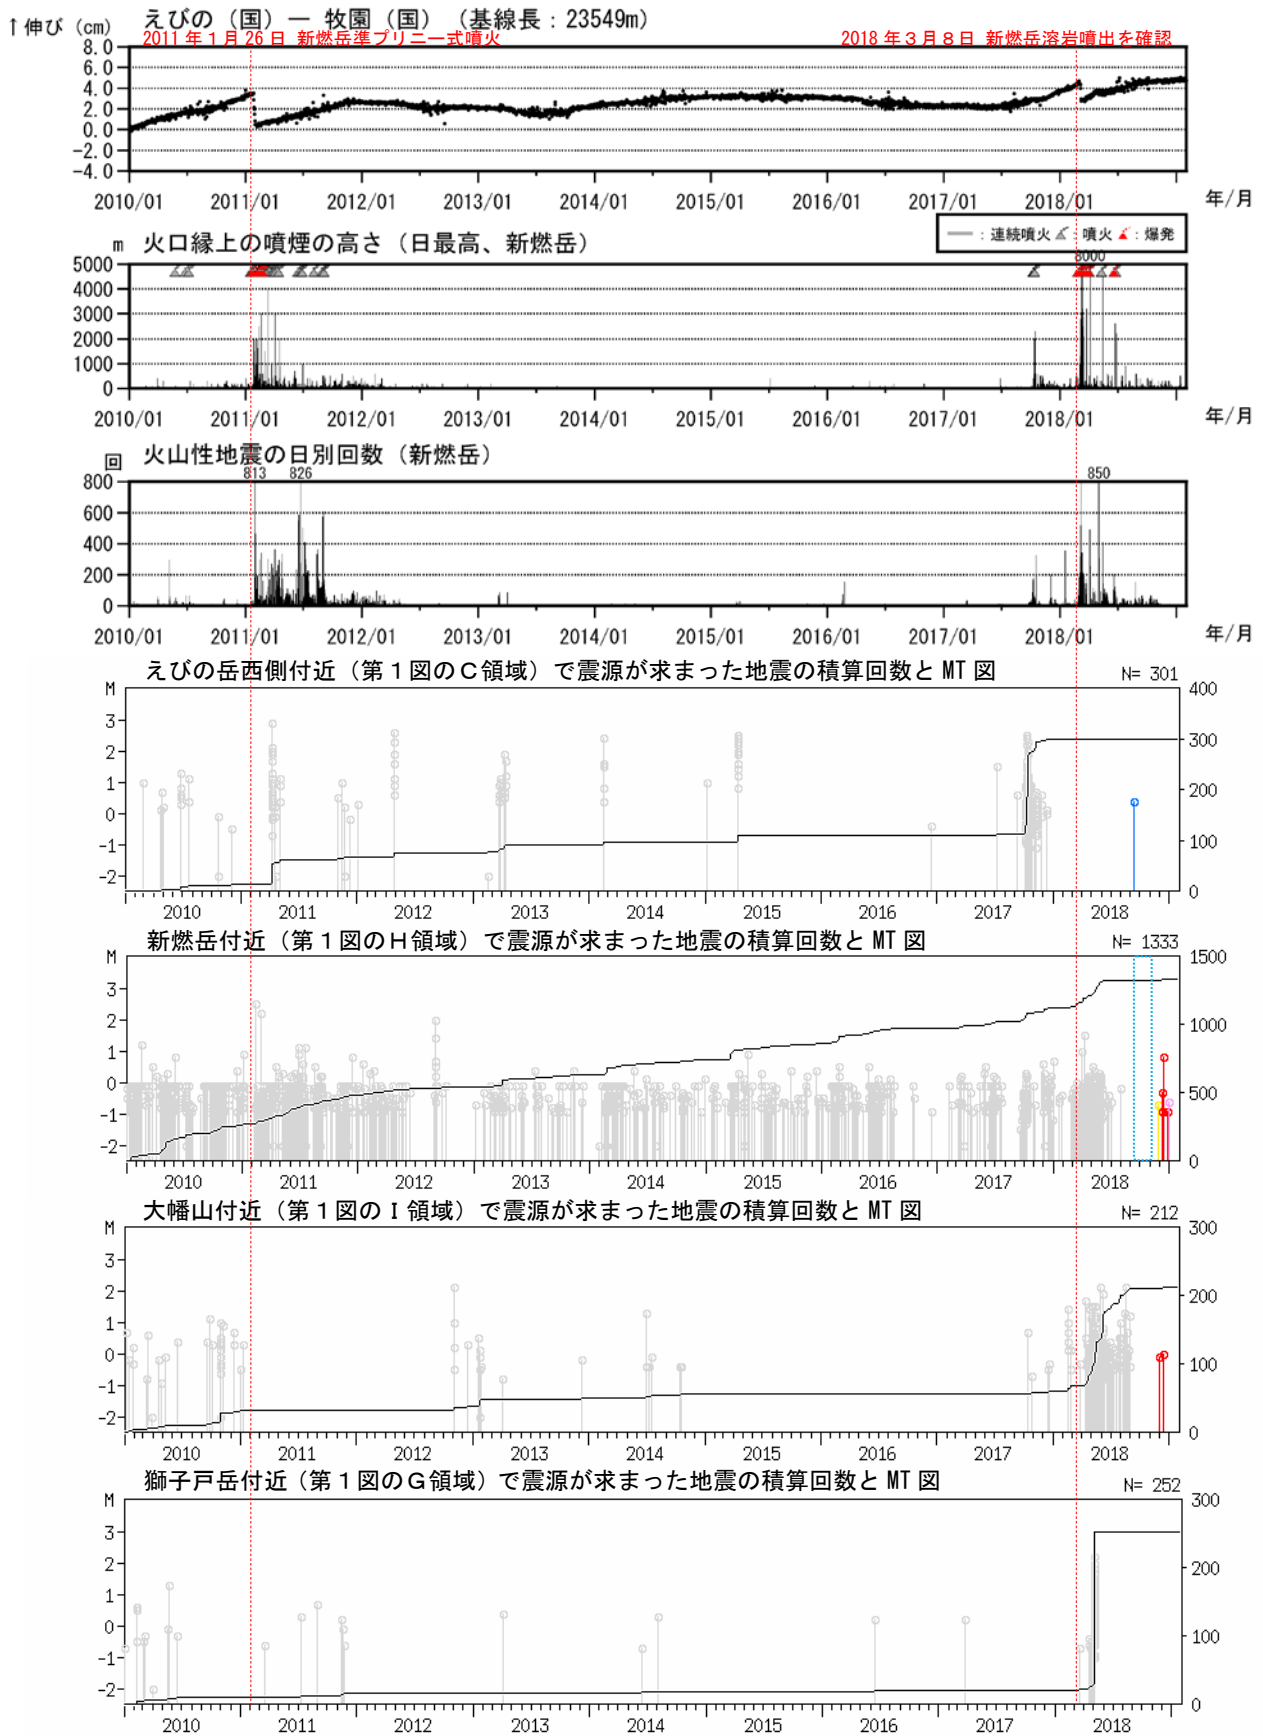 えびの（国）― 牧園（国）（基線長：23549m）
↑伸び（cm）
2011年1月26日 新燃岳準プリニー式噴火
2018年3月8日 新燃岳溶岩噴出を確認
8.0
6.0
4.0
2.0
0.0
-2.0
-4.0
2010/01 2011/01 2012/01 2013/01 2014/01 2015/01 2016/01 2017/01 2018/01 年/月
m 火口縁上の噴煙の高さ（日最高、新燃岳）
：連続噴火 ：噴火 ：爆発
8000
5000
4000
3000
2000
1000
0
2010/01 2011/01 2012/01 2013/01 2014/01 2015/01 2016/01 2017/01 2018/01 年/月
回 火山性地震の日別回数（新燃岳）
813 826 850
800
600
400
200
0
2010/01 2011/01 2012/01 2013/01 2014/01 2015/01 2016/01 2017/01 2018/01 年/月
えびの岳西側付近（第１図のＣ領域）で震源が求まった地震の積算回数とMT図
N= 301
M 400
3
300
2
1 200
0
-1 100
-2
0
2010 2011 2012 2013 2014 2015 2016 2017 2018
新燃岳付近（第１図のＨ領域）で震源が求まった地震の積算回数とMT図
N= 1333
M 1500
3
2
1000
1
0
500
-1
-2
0
2010 2011 2012 2013 2014 2015 2016 2017 2018
大幡山付近（第１図のＩ領域）で震源が求まった地震の積算回数とMT図
N= 212
M 300
3
2
200
1
0
100
-1
-2
0
2010 2011 2012 2013 2014 2015 2016 2017 2018
獅子戸岳付近（第１図のＧ領域）で震源が求まった地震の積算回数とMT図
N= 252
M 300
3
2
200
1
0
100
-1
-2
0
2010 2011 2012 2013 2014 2015 2016 2017 2018